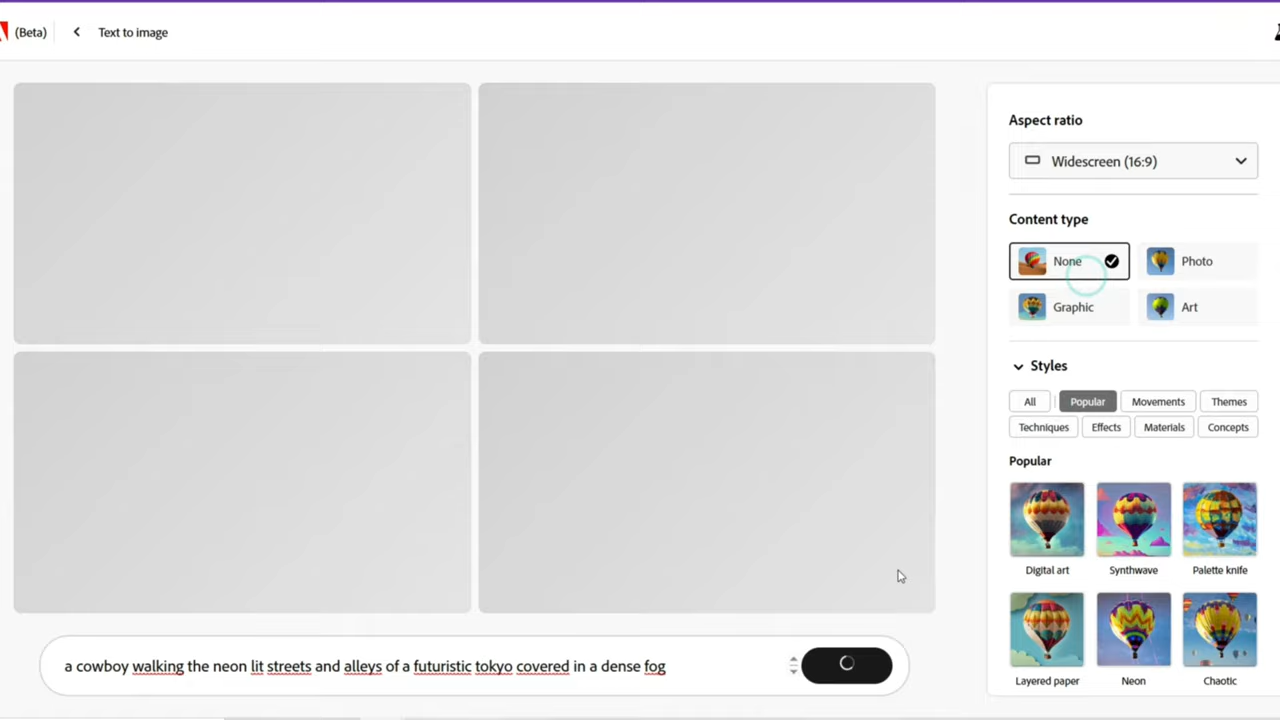 (Beta)
Text to image
Aspect ratio
Widescreen (16:9)
Content type
None
Photo
Graphic
Art
Styles
All
Popular
Movements
Themes
Techniques
Effects
Materials
Concepts
Popular
Digital art
Synthwave
Palette knife
Layered paper
Neon
Chaotic
a cowboy walking the neon lit streets and alleys of a futuristic tokyo covered in a dense fog